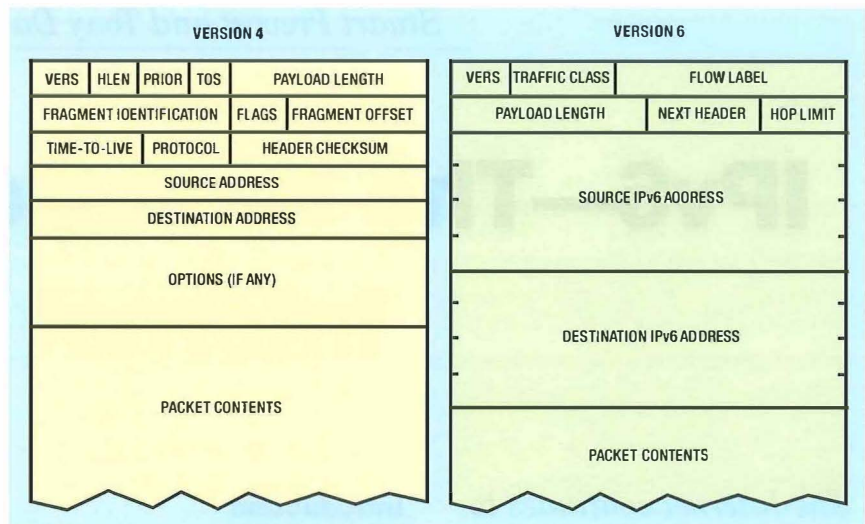 VERSION 4
VERS HLEN PRIOR TOS PAYLOAD LENGTH
FRAGMENT IDENTIFICATION FLAGS FRAGMENT OFFSET
TIME-TO-LIVE PROTOCOL HEADER CHECKSUM
SOURCE ADDRESS
DESTINATION ADDRESS
OPTIONS (IF ANY)
PACKET CONTENTS
VERSION 6
VERS TRAFFIC CLASS FLOW LABEL
PAYLOAD LENGTH NEXT HEADER HOP LIMIT
SOURCE IPv6 ADDRESS
DESTINATION IPv6 ADDRESS
PACKET CONTENTS